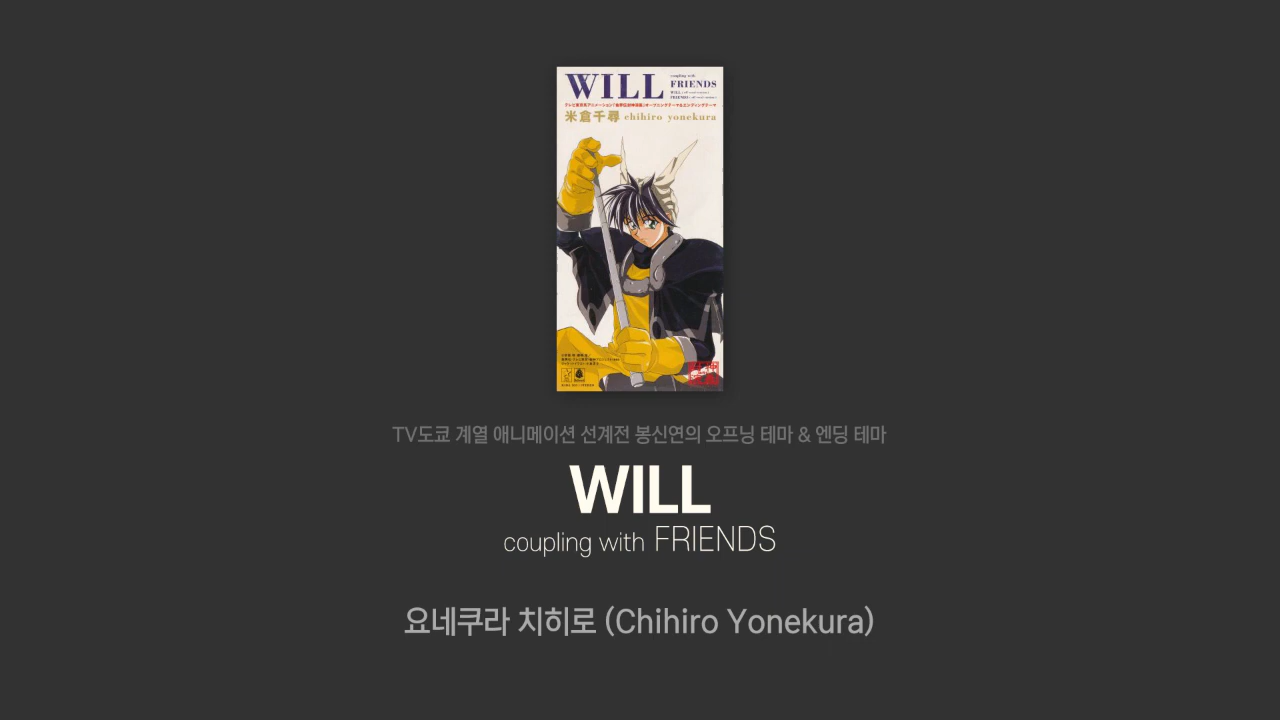 WILL
coupling with
FRIENDS
米倉千尋 chihiro yonekura
TV도쿄 계열 애니메이션 선계전 봉신연의 오프닝 테마 & 엔딩 테마
WILL
coupling with FRIENDS
요네쿠라 치히로 (Chihiro Yonekura)